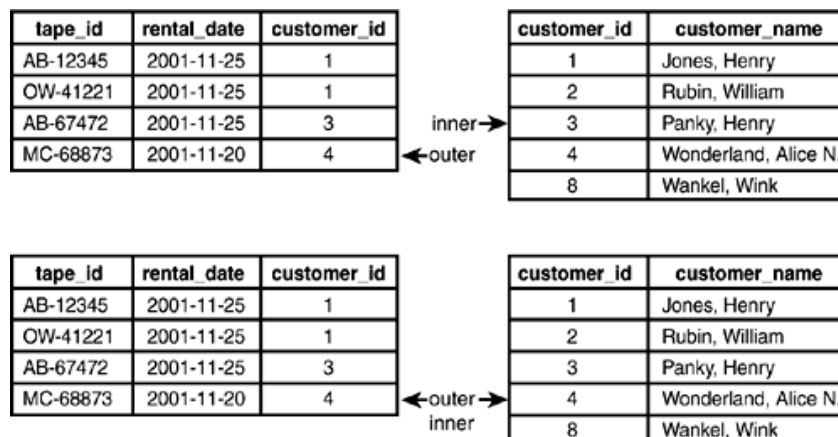 tape_id rental_date customer_id customer_id customer_name
AB-12345 2001-11-25 1 1 Jones, Henry
OW-41221 2001-11-25 1 2 Rubin, William
AB-67472 2001-11-25 3 inner 3 Panky, Henry
MC-68873 2001-11-20 4 outer 4 Wonderland, Alice N.
8 Wankel, Wink
tape_id rental_date customer_id customer_id customer_name
AB-12345 2001-11-25 1 1 Jones, Henry
OW-41221 2001-11-25 1 2 Rubin, William
AB-67472 2001-11-25 3 3 Panky, Henry
MC-68873 2001-11-20 4 outer 4 Wonderland, Alice N.
inner 8 Wankel, Wink